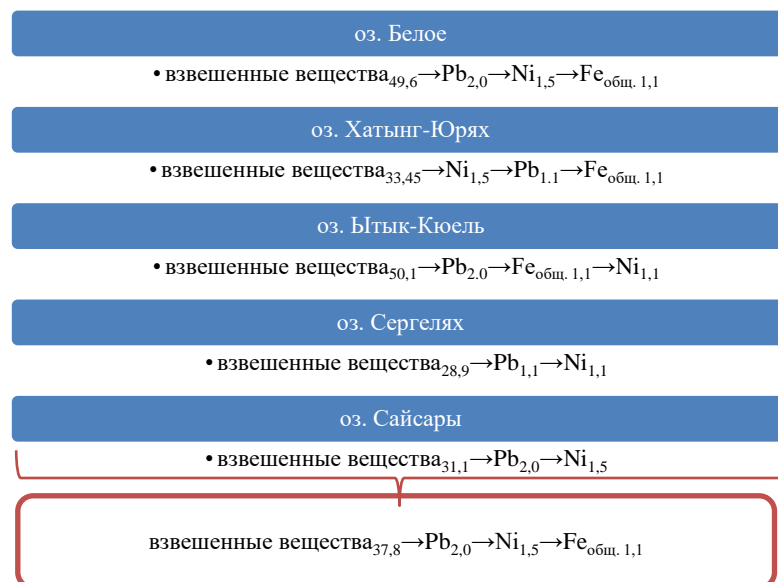 оз. Белое
• взвешенные вещества49,6→Pb2,0→Ni1,5→Feобщ. 1,1
оз. Хатынг-Юрях
• взвешенные вещества33,45→Ni1,5→Pb1.1→Feобщ. 1,1
оз. Ытык-Кюель
• взвешенные вещества50,1→Pb2.0→Feобщ. 1,1→Ni1,1
оз. Сергелях
• взвешенные вещества28,9→Pb1,1→Ni1,1
оз. Сайсары
• взвешенные вещества31,1→Pb2,0→Ni1,5
взвешенные вещества37,8→Pb2,0→Ni1,5→Feобщ. 1,1